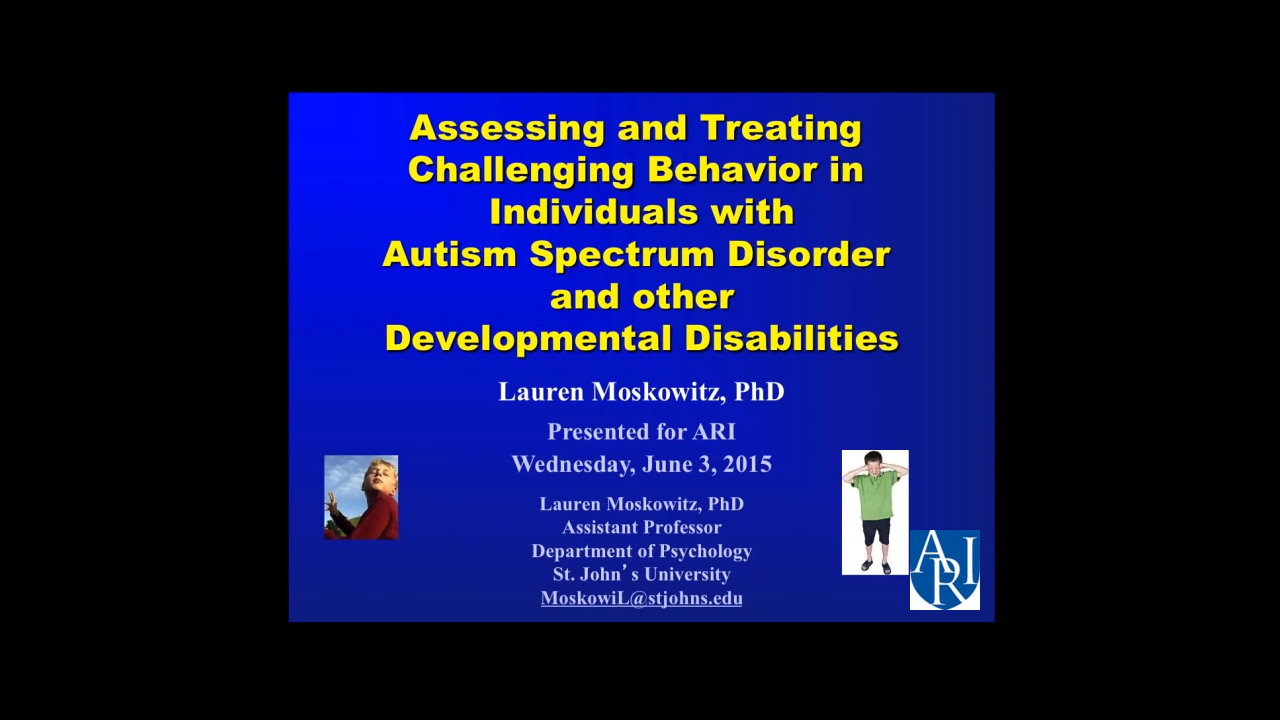 Assessing and Treating
Challenging Behavior in
Individuals with
Autism Spectrum Disorder
and other
Developmental Disabilities
Lauren Moskowitz, PhD
Presented for ARI
Wednesday, June 3, 2015
Lauren Moskowitz, PhD
Assistant Professor
Department of Psychology
St. John’s University
MoskowiL@stjohns.edu
ARI